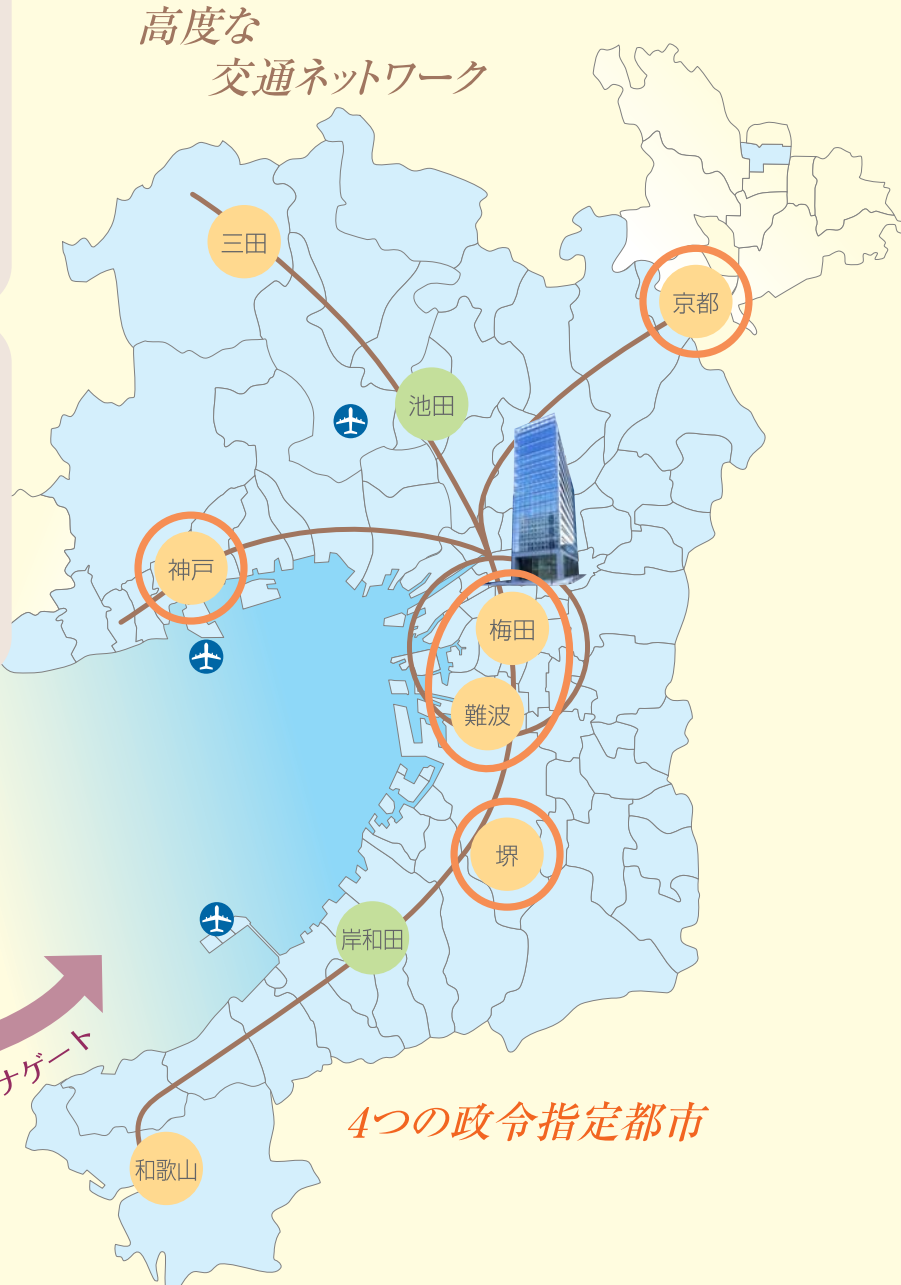 高度な
交通ネットワーク
三田
京都
池田
神戸
梅田
難波
堺
岸和田
ナゲート
4つの政令指定都市
和歌山